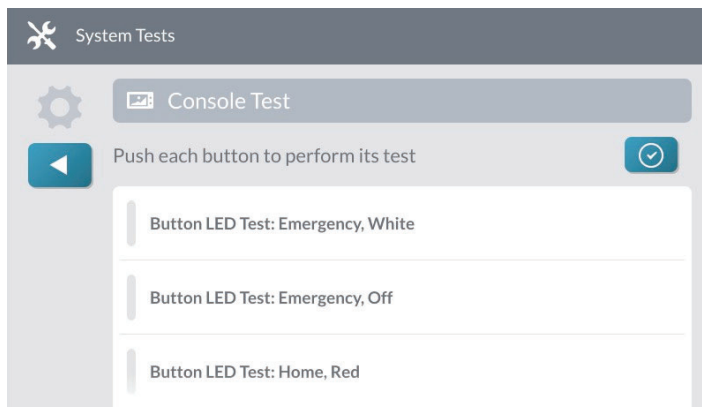 System Tests
Console Test
Push each button to perform its test
Button LED Test: Emergency, White
Button LED Test: Emergency, Off
Button LED Test: Home, Red